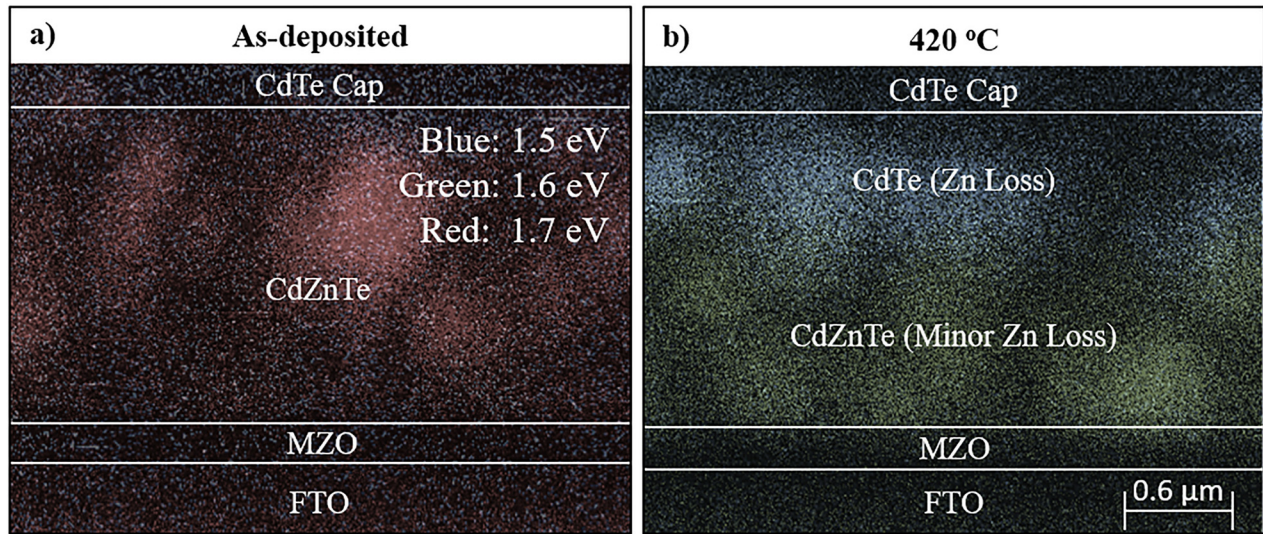 a) As-deposited
CdTe Cap
Blue: 1.5 eV
Green: 1.6 eV
Red: 1.7 eV
CdZnTe
MZO
FTO
b) 420 ºC
CdTe Cap
CdTe (Zn Loss)
CdZnTe (Minor Zn Loss)
MZO
FTO
0.6 µm